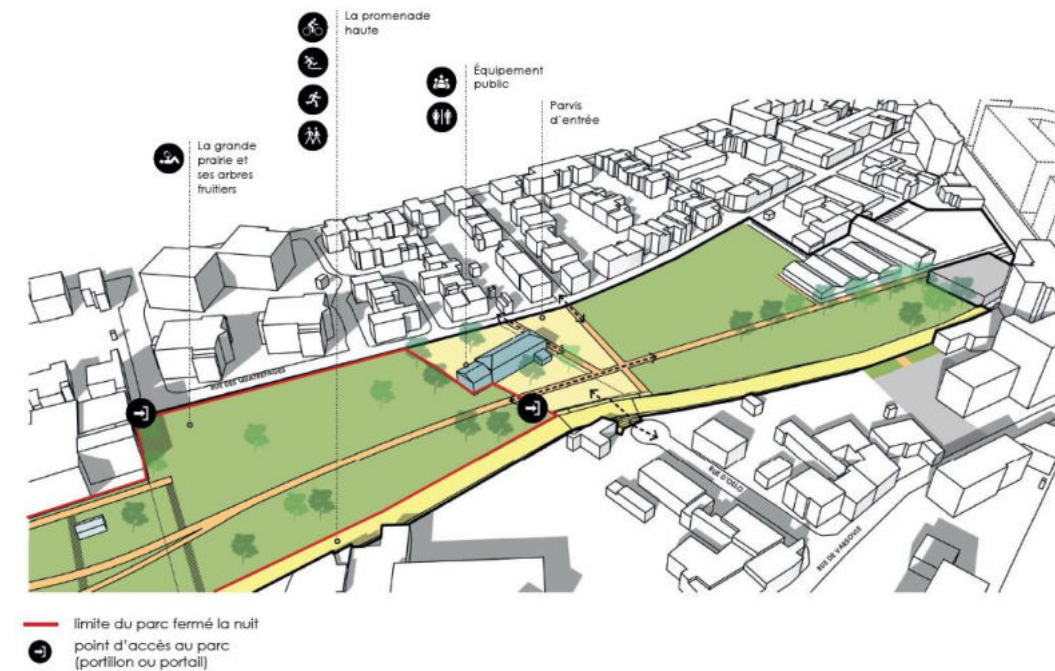 La promenade
haute
Équipement
public
Parvis
d'entrée
La grande
prairie et
ses arbres
fruitiers
RUE DES QUATREFAGES
RUE D'OSLO
RUE DE VARSOVIE
limite du parc fermé la nuit
point d'accès au parc
(portillon ou portail)